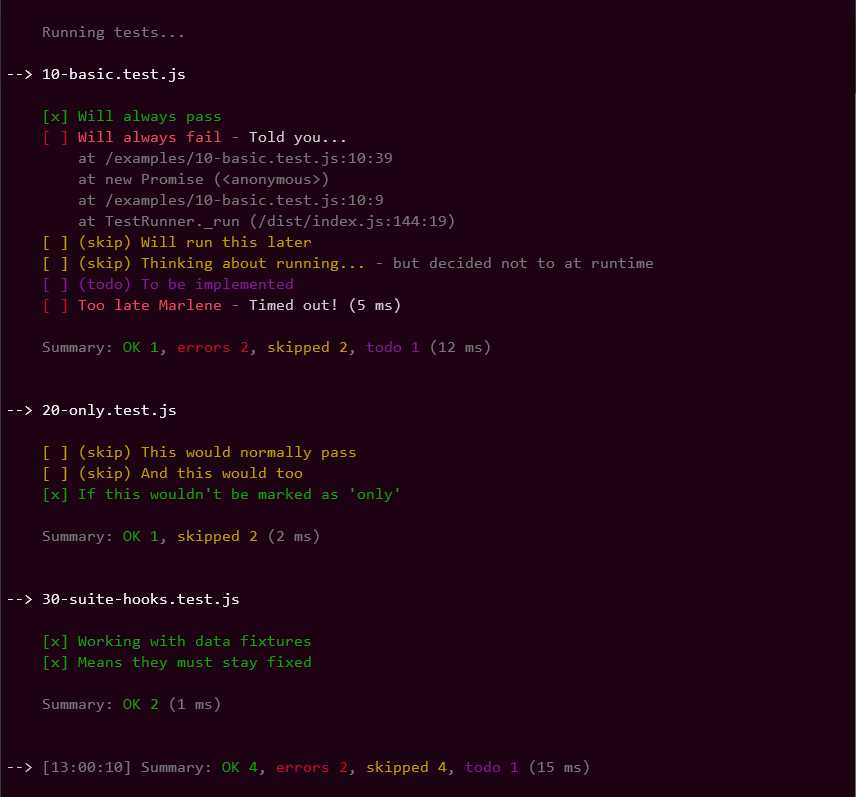 Running tests...
--> 10-basic.test.js
[x] Will always pass
[ ] Will always fail - Told you...
at /examples/10-basic.test.js:10:39
at new Promise (<anonymous>)
at /examples/10-basic.test.js:10:9
at TestRunner._run (/dist/index.js:144:19)
[ ] (skip) Will run this later
[ ] (skip) Thinking about running... - but decided not to at runtime
[ ] (todo) To be implemented
[ ] Too late Marlene - Timed out! (5 ms)
Summary: OK 1, errors 2, skipped 2, todo 1 (12 ms)
--> 20-only.test.js
[ ] (skip) This would normally pass
[ ] (skip) And this would too
[x] If this wouldn't be marked as 'only'
Summary: OK 1, skipped 2 (2 ms)
--> 30-suite-hooks.test.js
[x] Working with data fixtures
[x] Means they must stay fixed
Summary: OK 2 (1 ms)
--> [13:00:10] Summary: OK 4, errors 2, skipped 4, todo 1 (15 ms)